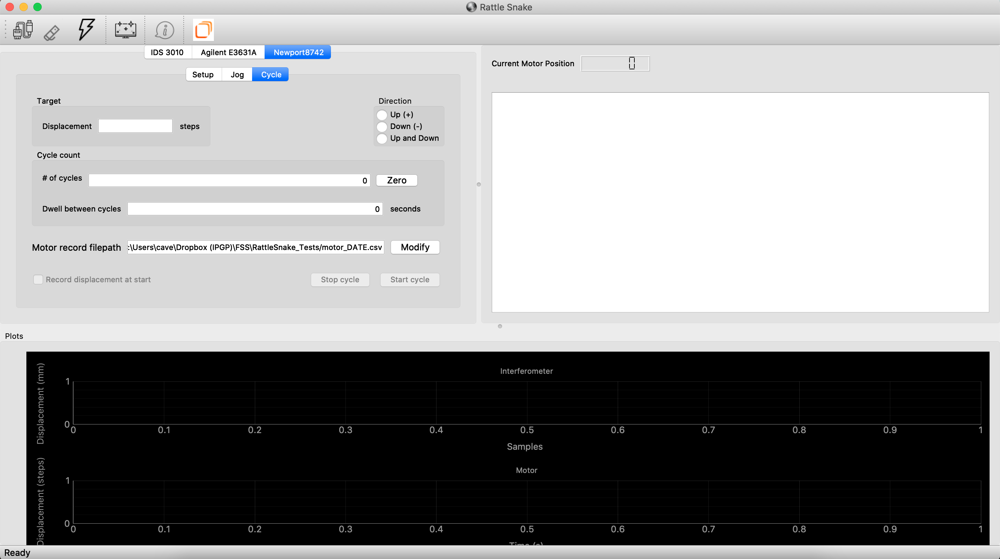 Rattle Snake
IDS 3010
Agilent E3631A
Newport8742
Setup
Jog
Cycle
Target
Displacement
steps
Direction
Up (+)
Down (-)
Up and Down
Cycle count
# of cycles
0
Zero
Dwell between cycles
0
seconds
Motor record filepath
:\Users\cave\Dropbox (IPGP)\FSS\RattleSnake_Tests/motor_DATE.csv
Modify
Record displacement at start
Stop cycle
Start cycle
Current Motor Position
0
Plots
Interferometer
Displacement (mm)
1
0
0 0.1 0.2 0.3 0.4 0.5 0.6 0.7 0.8 0.9 1
Samples
Motor
Displacement (steps)
1
0
0 0.1 0.2 0.3 0.4 0.5 0.6 0.7 0.8 0.9 1
Time (s)
Ready